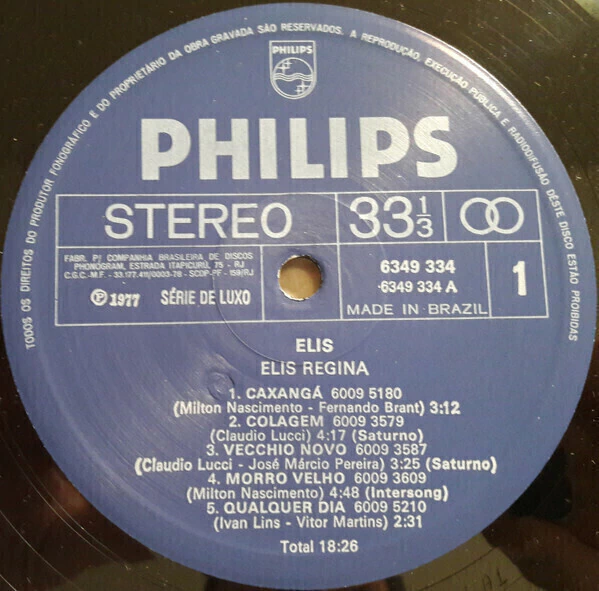 TODOS OS DIREITOS DO PRODUTOR FONOGRÁFICO E DO PROPRIETÁRIO DA OBRA GRAVADA SÃO RESERVADOS. A REPRODUÇÃO, EXECUÇÃO PÚBLICA E RADIODIFUSÃO DESTE DISCO ESTÃO PROIBIDAS
PHILIPS
PHILIPS
STEREO 33 1/3
FABR. P/ COMPANHIA BRASILEIRA DE DISCOS
PHONOGRAM, ESTRADA ITAPICURÚ, 75 - RJ
C.G.C.-M.F. - 33.177.411/0003-78 - SCDP-PF - 159/RJ
Ⓟ 1977 SÉRIE DE LUXO
6349 334
6349 334 A
MADE IN BRAZIL
1
ELIS
ELIS REGINA
1. CAXANGÁ 6009 5180
(Milton Nascimento - Fernando Brant) 3:12
2. COLAGEM 6009 3579
(Claudio Lucci) 4:17 (Saturno)
3. VECCHIO NOVO 6009 3587
(Claudio Lucci - José Márcio Pereira) 3:25 (Saturno)
4. MORRO VELHO 6009 3609
(Milton Nascimento) 4:48 (Intersong)
5. QUALQUER DIA 6009 5210
(Ivan Lins - Vitor Martins) 2:31
Total 18:26